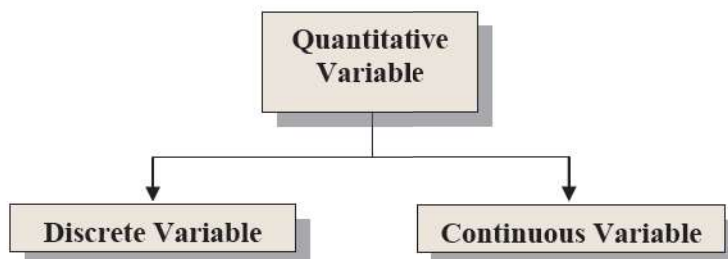 Quantitative
Variable
Discrete Variable
Continuous Variable